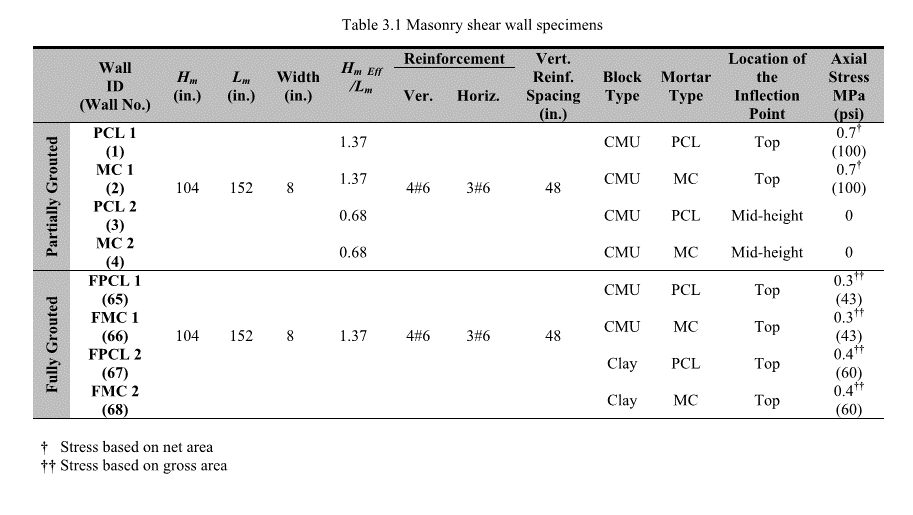 Table 3.1 Masonry shear wall specimens
Wall ID (Wall No.) Hm (in.) Lm (in.) Width (in.) Hm Eff /Lm Reinforcement Ver. Horiz. Vert. Reinf. Spacing (in.) Block Type Mortar Type Location of the Inflection Point Axial Stress MPa (psi)
Partially Grouted
PCL 1 (1) 1.37 CMU PCL Top 0.7† (100)
MC 1 (2) 1.37 CMU MC Top 0.7† (100)
104 152 8 4#6 3#6 48
PCL 2 (3) 0.68 CMU PCL Mid-height 0
MC 2 (4) 0.68 CMU MC Mid-height 0
Fully Grouted
FPCL 1 (65) CMU PCL Top 0.3†† (43)
FMC 1 (66) CMU MC Top 0.3†† (43)
104 152 8 1.37 4#6 3#6 48
FPCL 2 (67) Clay PCL Top 0.4†† (60)
FMC 2 (68) Clay MC Top 0.4†† (60)
† Stress based on net area
†† Stress based on gross area